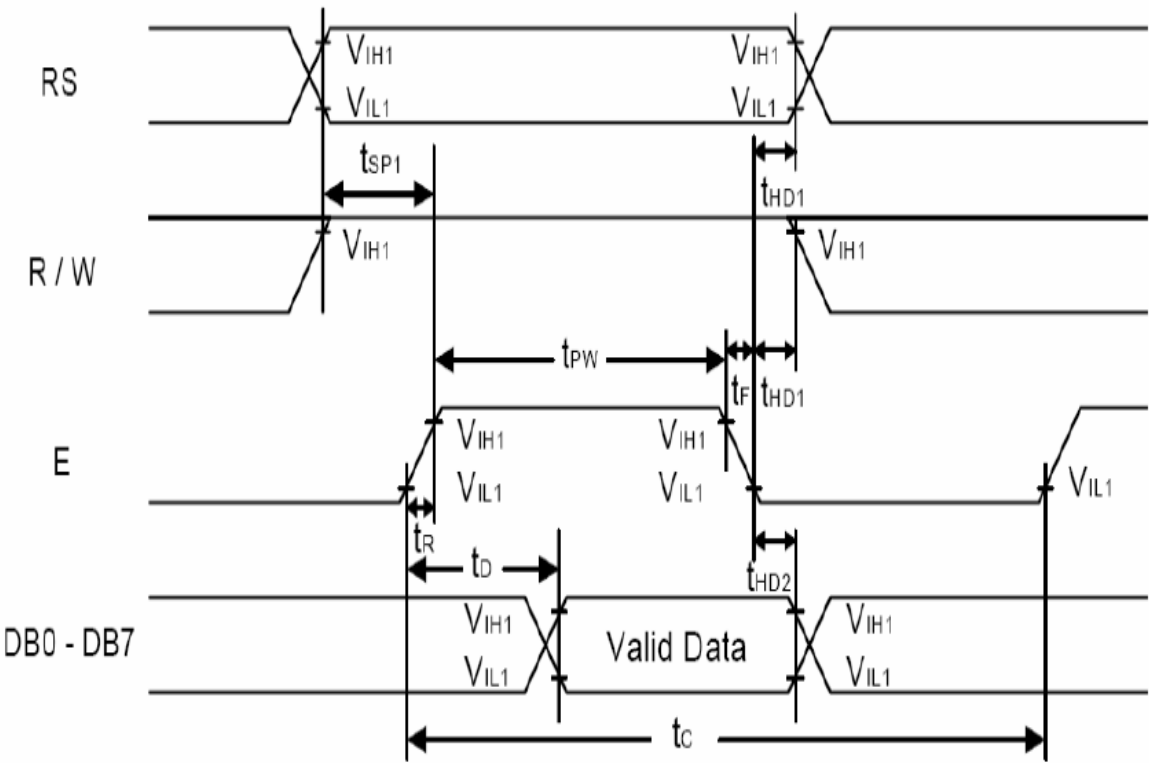 VIH1 VIH1 VIH1
RS
VIL1 VIL1
tSP1
tHD1
VIH1 VIH1
R / W
tPW
tF tHD1
VIH1 VIH1
E
VIL1 VIL1 VIL1
tR
tD
tHD2
VIH1 VIH1
DB0 - DB7 Valid Data
VIL1 VIL1
tC